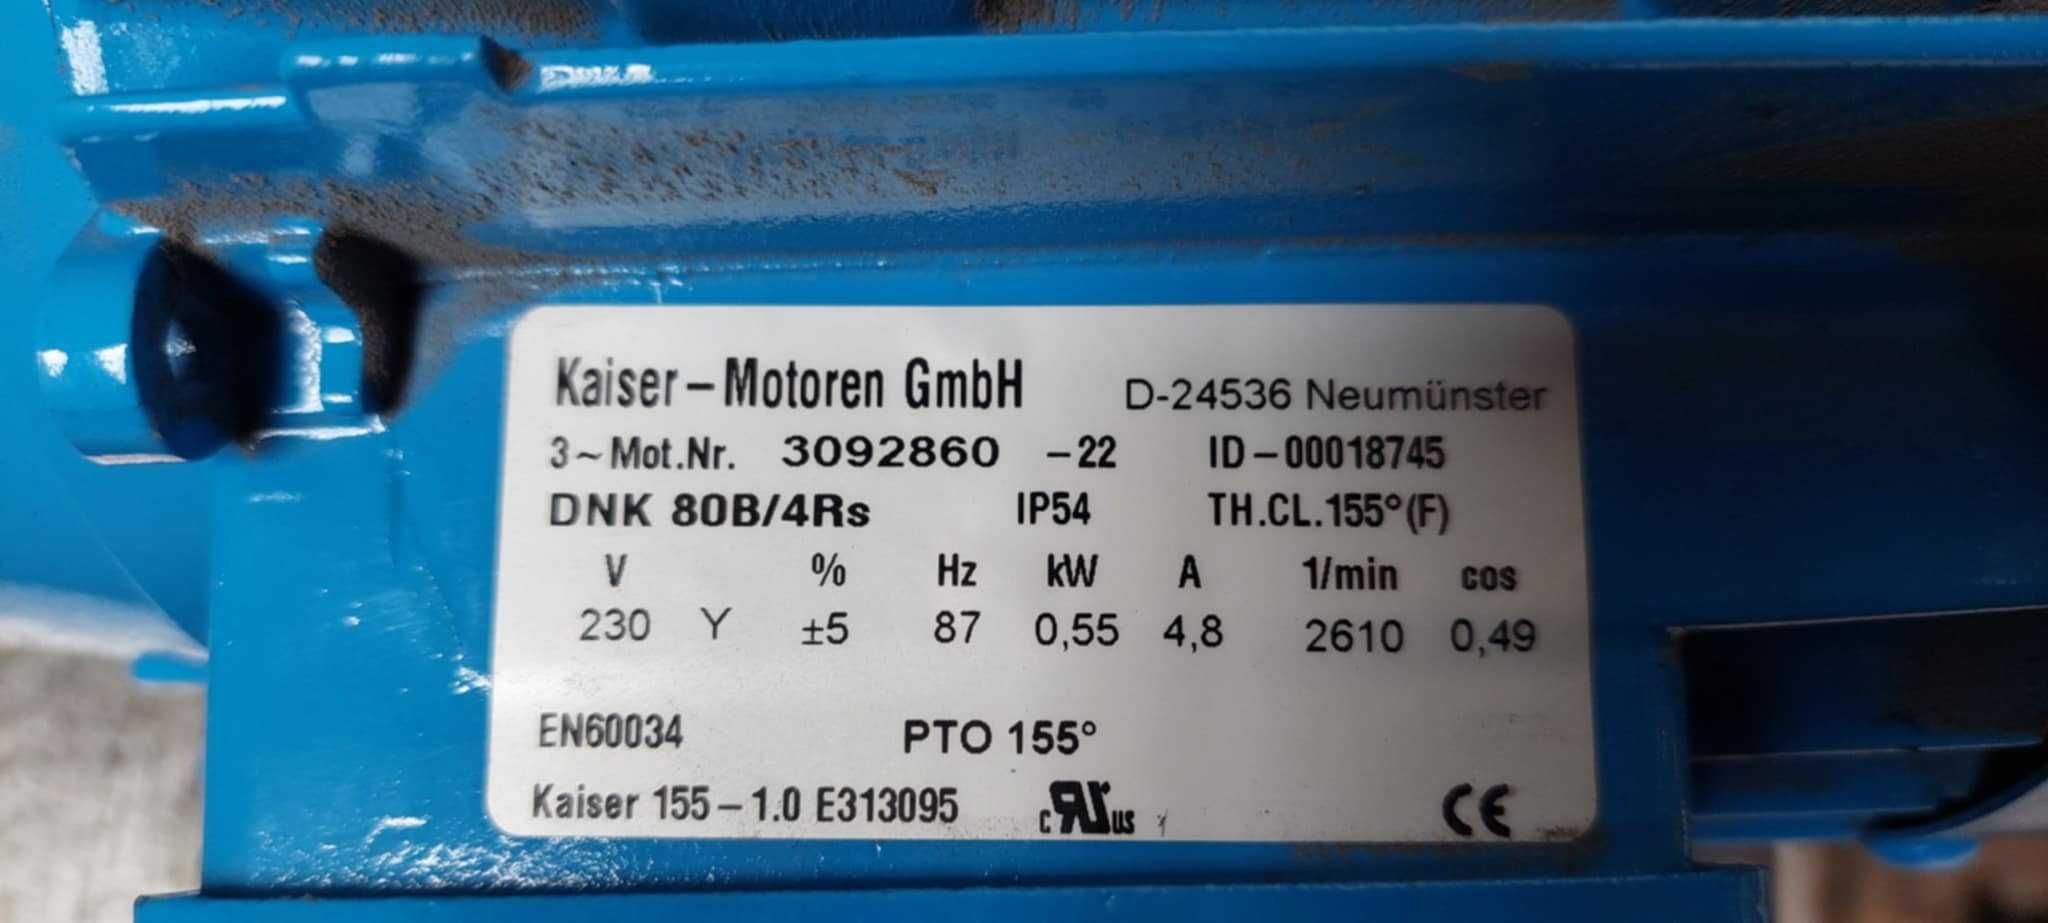 Kaiser-Motoren GmbH D-24536 Neumünster
3~Mot.Nr. 3092860 -22 ID-00018745
DNK 80B/4Rs IP54 TH.CL.155°(F)
V % Hz kW A 1/min cos
230 Y ±5 87 0,55 4,8 2610 0,49
EN60034 PTO 155°
Kaiser 155-1.0 E313095 c RU us CE